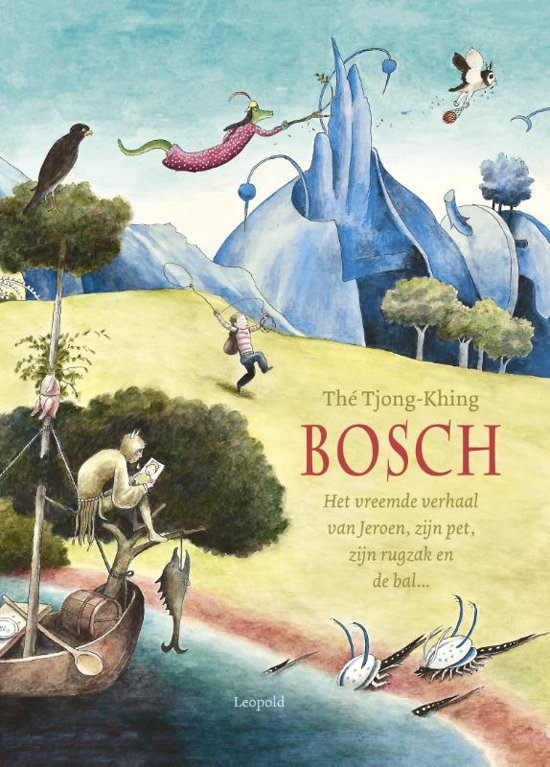 Thé Tjong-Khing
BOSCH
Het vreemde verhaal
van Jeroen, zijn pet,
zijn rugzak en
de bal...
Leopold